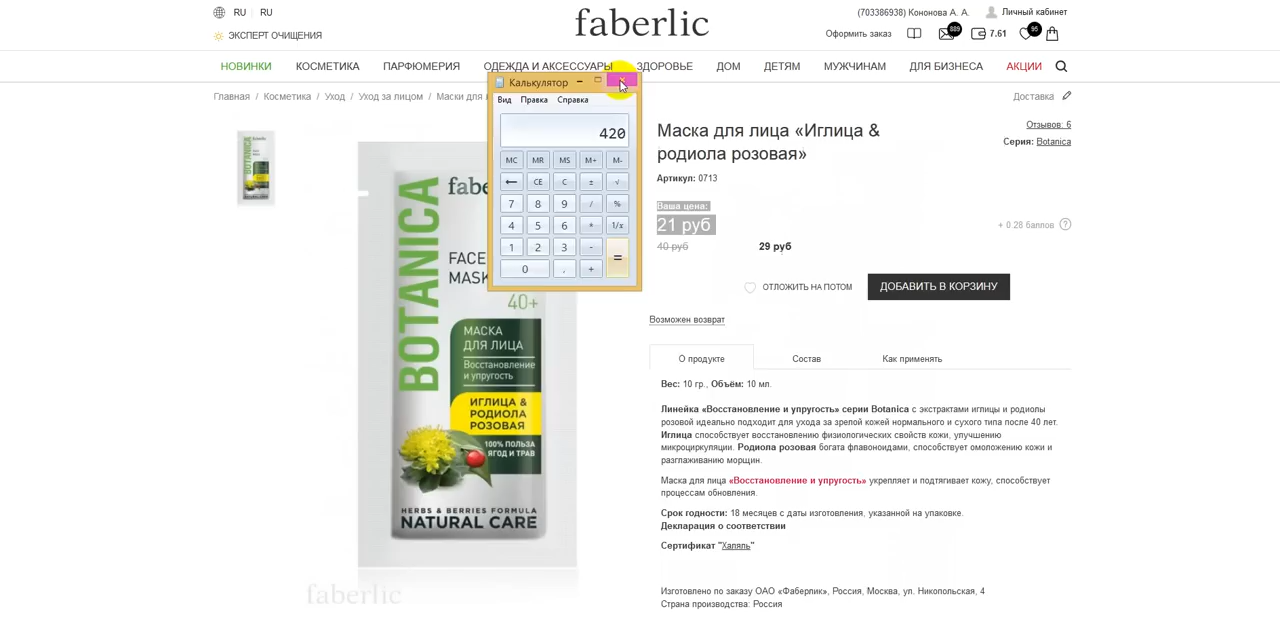 RU | RU
ЭКСПЕРТ ОЧИЩЕНИЯ
faberlic
(703386938) Кононова А. А.
Личный кабинет
Оформить заказ
889
7.61
НОВИНКИ
КОСМЕТИКА
ПАРФЮМЕРИЯ
ОДЕЖДА И АКСЕССУАРЫ
ЗДОРОВЬЕ
ДОМ
ДЕТЯМ
МУЖЧИНАМ
ДЛЯ БИЗНЕСА
АКЦИИ
Главная / Косметика / Уход / Уход за лицом / Маски для
Доставка
Калькулятор
Вид Правка Справка
420
MC MR MS M+ M-
← CE C ± √
7 8 9 / %
4 5 6 * 1/x
1 2 3 - =
0 , +
BOTANICA
fabe
FACE
MASK
40+
МАСКА
ДЛЯ ЛИЦА
Восстановление
и упругость
ИГЛИЦА &
РОДИОЛА
РОЗОВАЯ
100% ПОЛЬЗА
ЯГОД И ТРАВ
HERBS & BERRIES FORMULA
NATURAL CARE
faberlic
Маска для лица «Иглица &
родиола розовая»
Отзывов: 6
Серия: Botanica
Артикул: 0713
Ваша цена:
21 руб
+ 0.28 баллов ?
40 руб
29 руб
ОТЛОЖИТЬ НА ПОТОМ
ДОБАВИТЬ В КОРЗИНУ
Возможен возврат
О продукте
Состав
Как применять
Вес: 10 гр., Объём: 10 мл.
Линейка «Восстановление и упругость» серии Botanica с экстрактами иглицы и родиолы
розовой идеально подходит для ухода за зрелой кожей нормального и сухого типа после 40 лет.
Иглица способствует восстановлению физиологических свойств кожи, улучшению
микроциркуляции. Родиола розовая богата флавоноидами, способствует омоложению кожи и
разглаживанию морщин.
Маска для лица «Восстановление и упругость» укрепляет и подтягивает кожу, способствует
процессам обновления.
Срок годности: 18 месяцев с даты изготовления, указанной на упаковке.
Декларация о соответствии
Сертификат "Халяль"
Изготовлено по заказу ОАО «Фаберлик», Россия, Москва, ул. Никопольская, 4
Страна производства: Россия